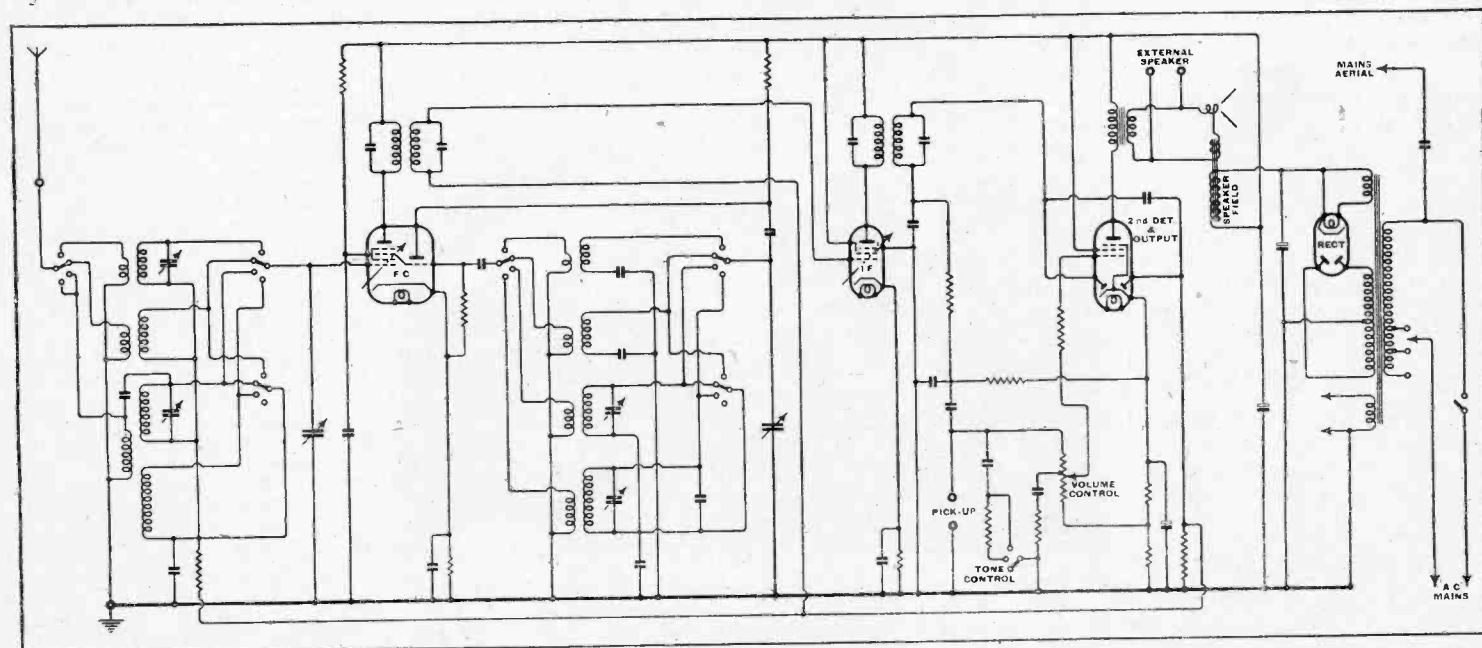 EXTERNAL
SPEAKER
MAINS
AERIAL
SPEAKER
FIELD
2nd DET.
&
OUTPUT
RECT
F C
I F
VOLUME
CONTROL
PICK-UP
TONE
CONTROL
A.C.
MAINS